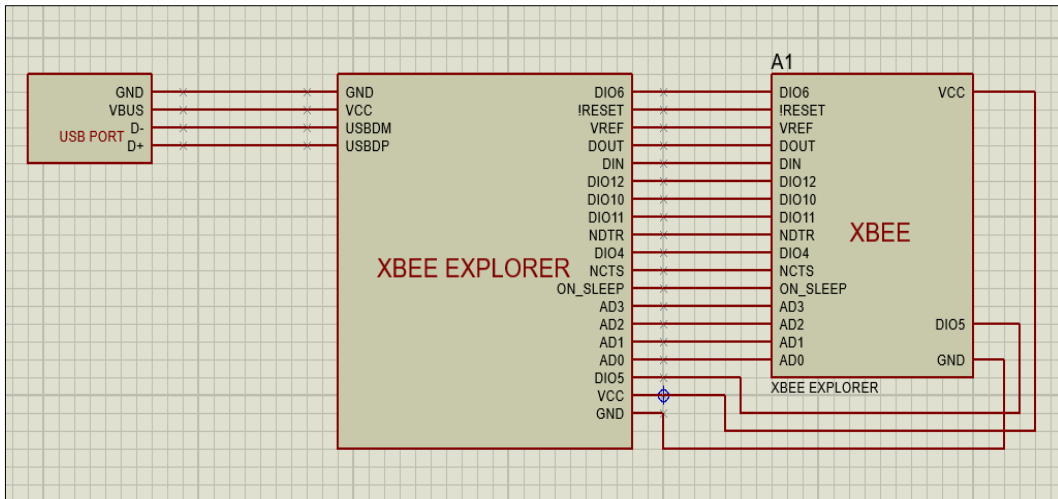 A1
GND
VBUS
D-
USB PORT
D+
GND
VCC
USBDM
USBDP
XBEE EXPLORER
DIO6
!RESET
VREF
DOUT
DIN
DIO12
DIO10
DIO11
NDTR
DIO4
NCTS
ON_SLEEP
AD3
AD2
AD1
AD0
DIO5
VCC
GND
DIO6
!RESET
VREF
DOUT
DIN
DIO12
DIO10
DIO11
NDTR
DIO4
NCTS
ON_SLEEP
AD3
AD2
AD1
AD0
XBEE
VCC
DIO5
GND
XBEE EXPLORER